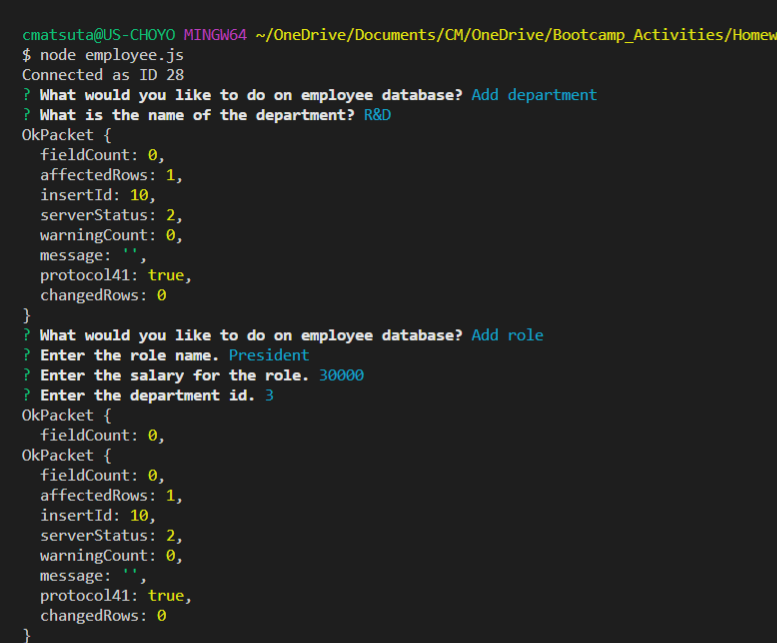 cmatsuta@US-CHOYO MINGW64 ~/OneDrive/Documents/CM/OneDrive/Bootcamp_Activities/Homew
$ node employee.js
Connected as ID 28
? What would you like to do on employee database? Add department
? What is the name of the department? R&D
OkPacket {
  fieldCount: 0,
  affectedRows: 1,
  insertId: 10,
  serverStatus: 2,
  warningCount: 0,
  message: '',
  protocol41: true,
  changedRows: 0
}
? What would you like to do on employee database? Add role
? Enter the role name. President
? Enter the salary for the role. 30000
? Enter the department id. 3
OkPacket {
  fieldCount: 0,
OkPacket {
  fieldCount: 0,
  affectedRows: 1,
  insertId: 10,
  serverStatus: 2,
  warningCount: 0,
  message: '',
  protocol41: true,
  changedRows: 0
}